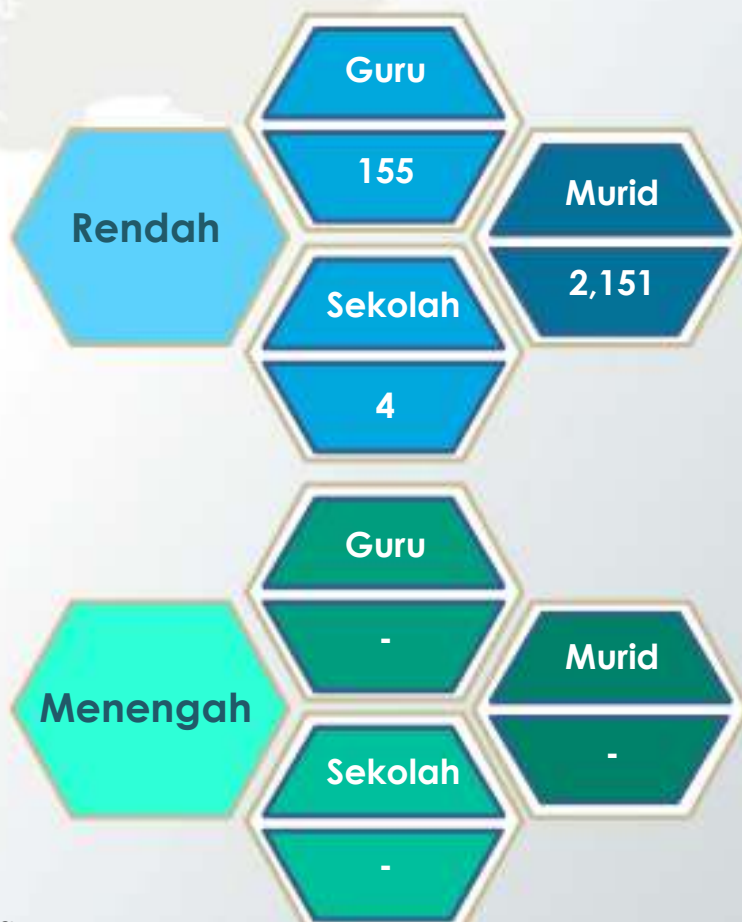 Rendah
Guru
155
Murid
2,151
Sekolah
4
Menengah
Guru
-
Murid
-
Sekolah
-